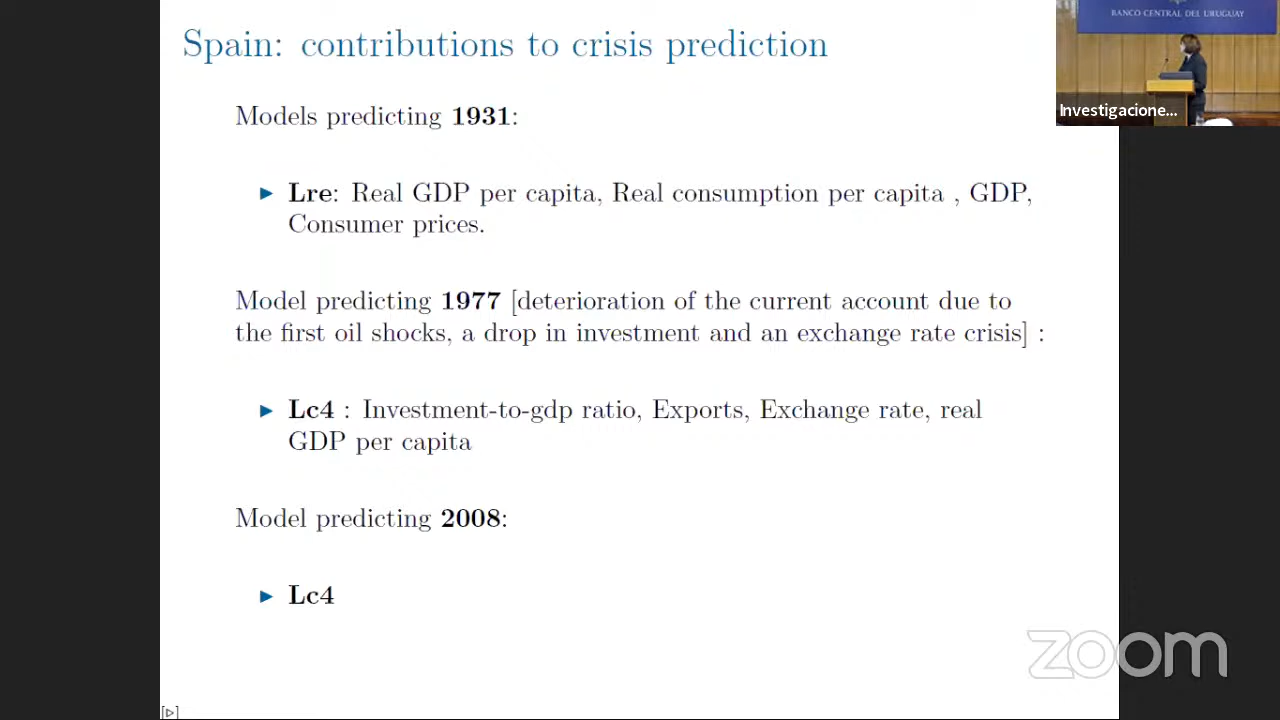 Spain: contributions to crisis prediction
BANCO CENTRAL DEL URUGUAY
Investigacione...
Models predicting 1931:
Lre: Real GDP per capita, Real consumption per capita , GDP,
Consumer prices.
Model predicting 1977 [deterioration of the current account due to
the first oil shocks, a drop in investment and an exchange rate crisis] :
Lc4 : Investment-to-gdp ratio, Exports, Exchange rate, real
GDP per capita
Model predicting 2008:
Lc4
zoom